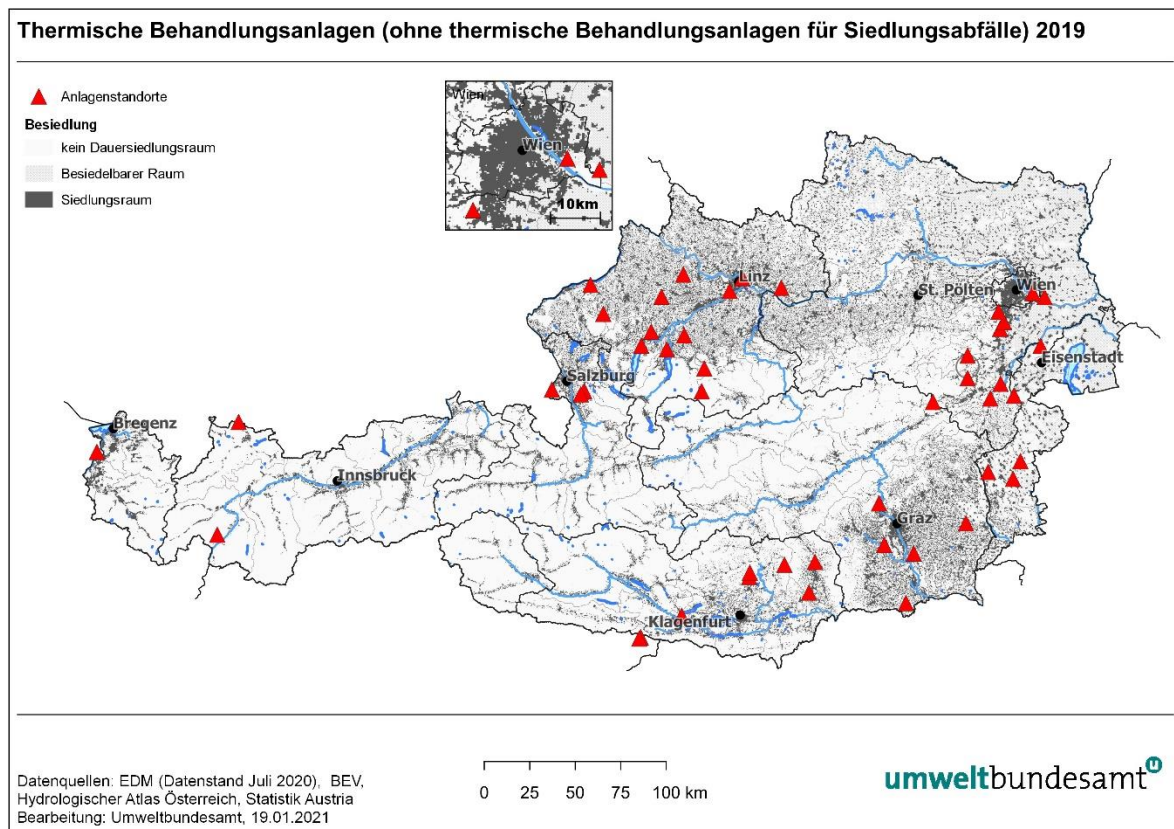 Thermische Behandlungsanlagen (ohne thermische Behandlungsanlagen für Siedlungsabfälle) 2019
Anlagenstandorte
Besiedlung
kein Dauersiedlungsraum
Besiedelbarer Raum
Siedlungsraum
Wien
Wien
10km
Linz
St. Pölten
Wien
Eisenstadt
Salzburg
Bregenz
Innsbruck
Graz
Klagenfurt
Datenquellen: EDM (Datenstand Juli 2020), BEV,
Hydrologischer Atlas Österreich, Statistik Austria
Bearbeitung: Umweltbundesamt, 19.01.2021
0 25 50 75 100 km
umweltbundesamt u